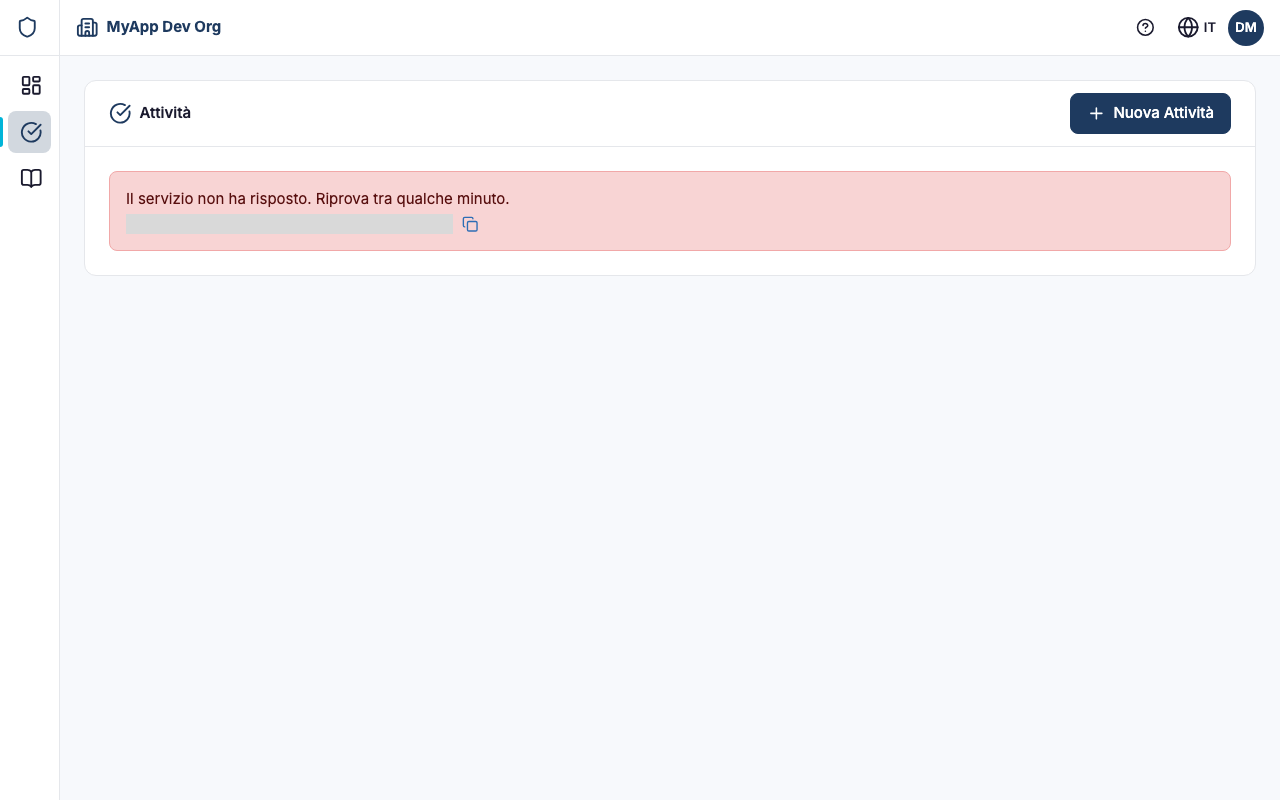 MyApp Dev Org
IT
DM
Attività
Nuova Attività
Il servizio non ha risposto. Riprova tra qualche minuto.